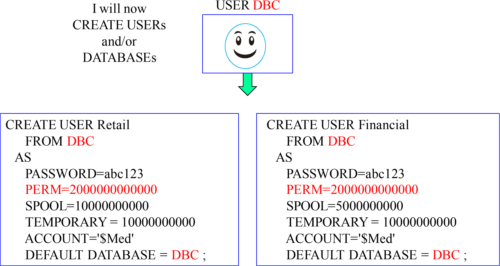 I will now
CREATE USERs
and/or
DATABASEs
USER DBC
CREATE USER Retail
FROM DBC
AS
PASSWORD=abc123
PERM=2000000000000
SPOOL=10000000000
TEMPORARY = 10000000000
ACCOUNT='$Med'
DEFAULT DATABASE = DBC ;
CREATE USER Financial
FROM DBC
AS
PASSWORD=abc123
PERM=2000000000000
SPOOL=5000000000
TEMPORARY = 10000000000
ACCOUNT='$Med'
DEFAULT DATABASE = DBC ;